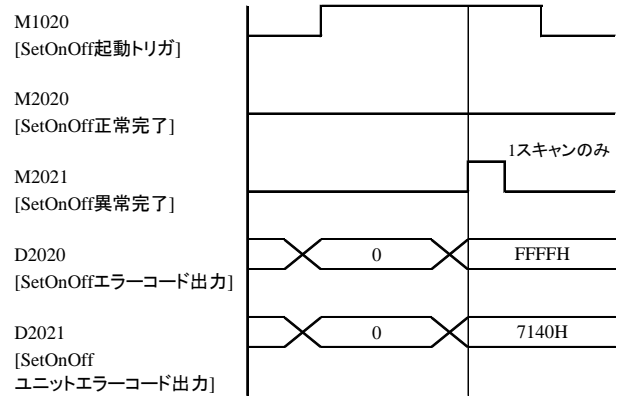 M1020
[SetOnOff起動トリガ]
M2020
[SetOnOff正常完了]
1スキャンのみ
M2021
[SetOnOff異常完了]
D2020
0
FFFFH
[SetOnOffエラーコード出力]
D2021
0
7140H
[SetOnOff
ユニットエラーコード出力]